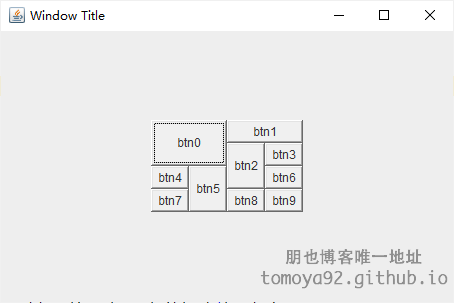 Window Title
btn0
btn1
btn2
btn3
btn4
btn5
btn6
btn7
btn8
btn9
朋也博客唯一地址
tomoya92.github.io